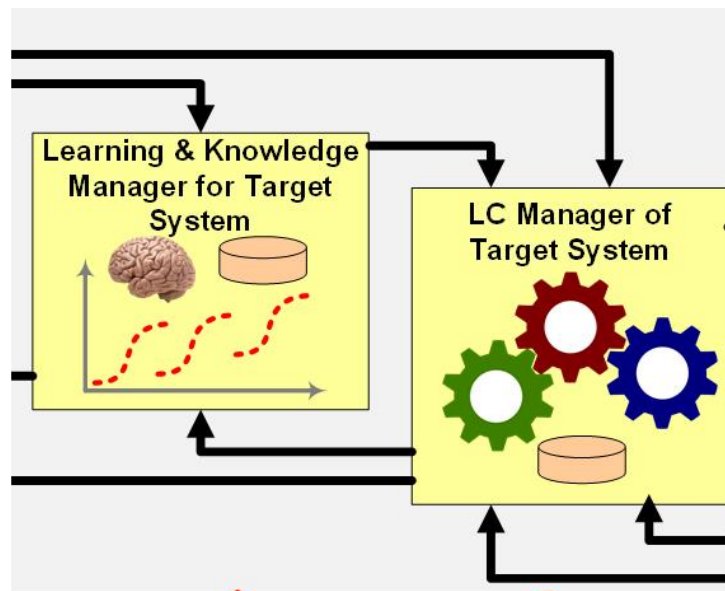 Learning & Knowledge
Manager for Target
System
LC Manager of
Target System